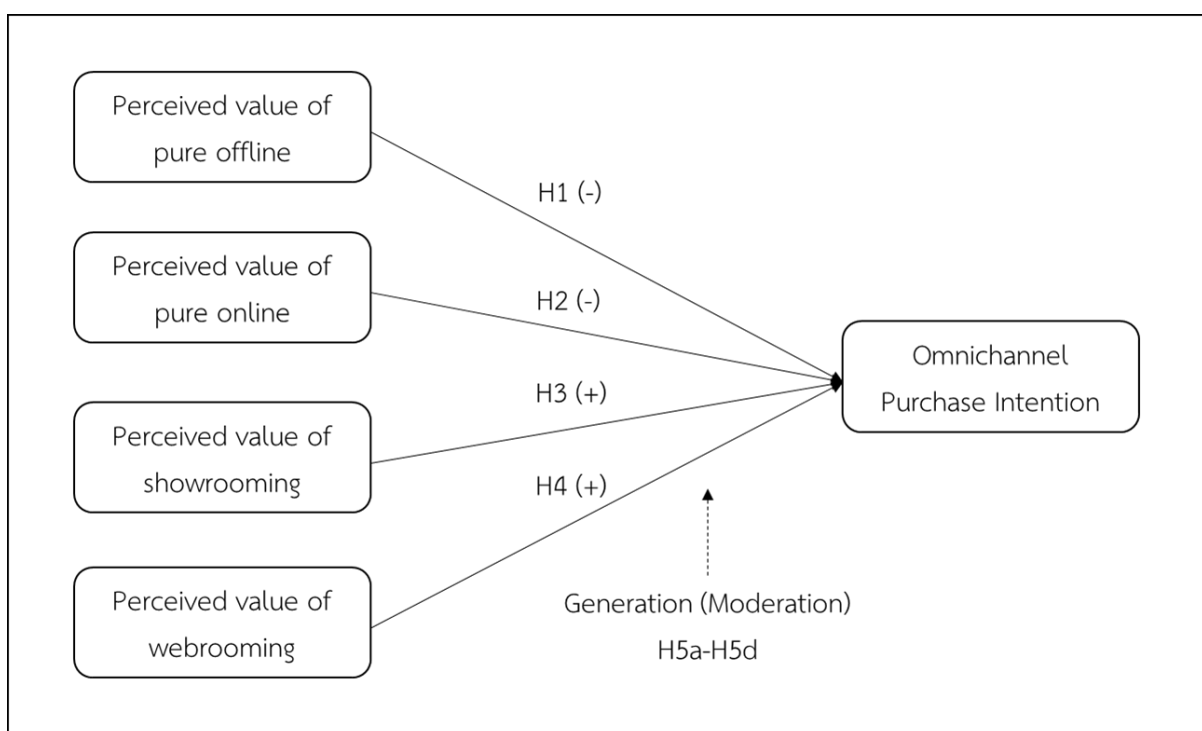 Perceived value of
pure offline
H1 (-)
Perceived value of
pure online
H2 (-)
Omnichannel
Purchase Intention
H3 (+)
Perceived value of
showrooming
H4 (+)
Perceived value of
webrooming
Generation (Moderation)
H5a-H5d